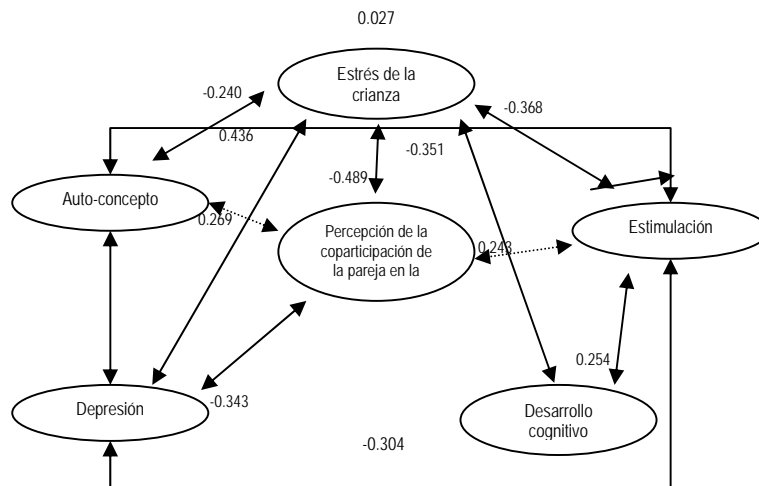 0.027
Estrés de la
crianza
-0.240
-0.368
0.436
-0.351
-0.489
Auto-concepto
0.269
Percepción de la
coparticipación de
la pareja en la
0.243
Estimulación
0.254
Depresión
-0.343
Desarrollo
cognitivo
-0.304